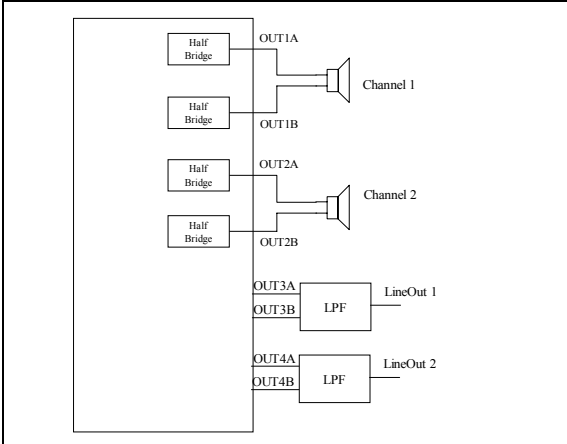 Half
Bridge
OUT1A
Channel 1
Half
Bridge
OUT1B
Half
Bridge
OUT2A
Channel 2
Half
Bridge
OUT2B
OUT3A
OUT3B
LPF
LineOut 1
OUT4A
OUT4B
LPF
LineOut 2